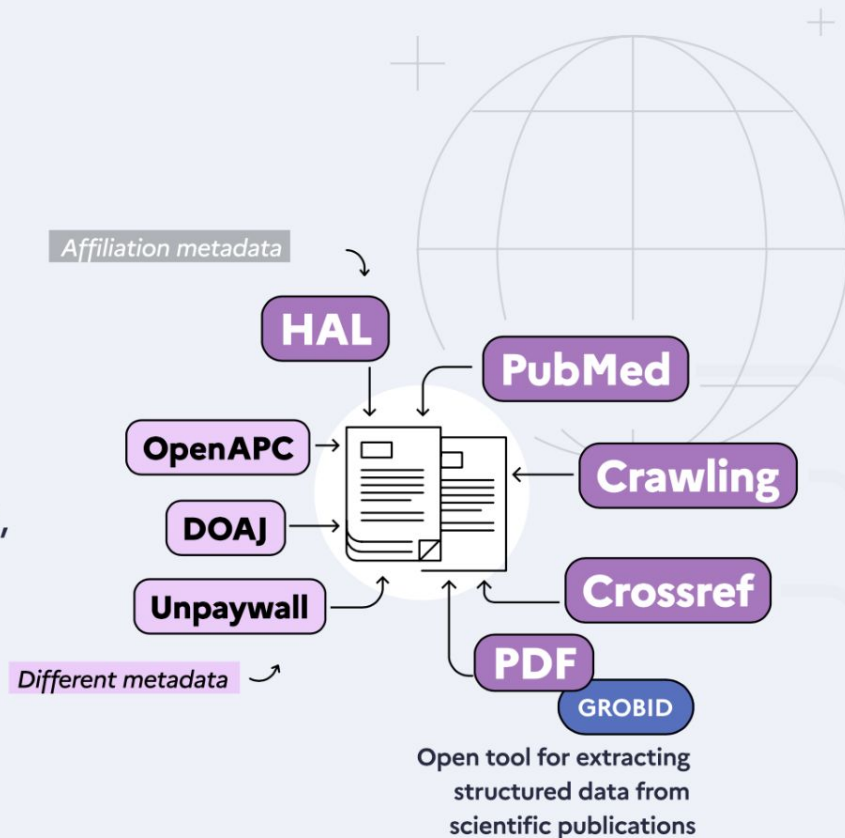 Affiliation metadata
HAL
PubMed
OpenAPC
Crawling
DOAJ
,
Unpaywall
Crossref
PDF
Different metadata
GROBID
Open tool for extracting
structured data from
scientific publications